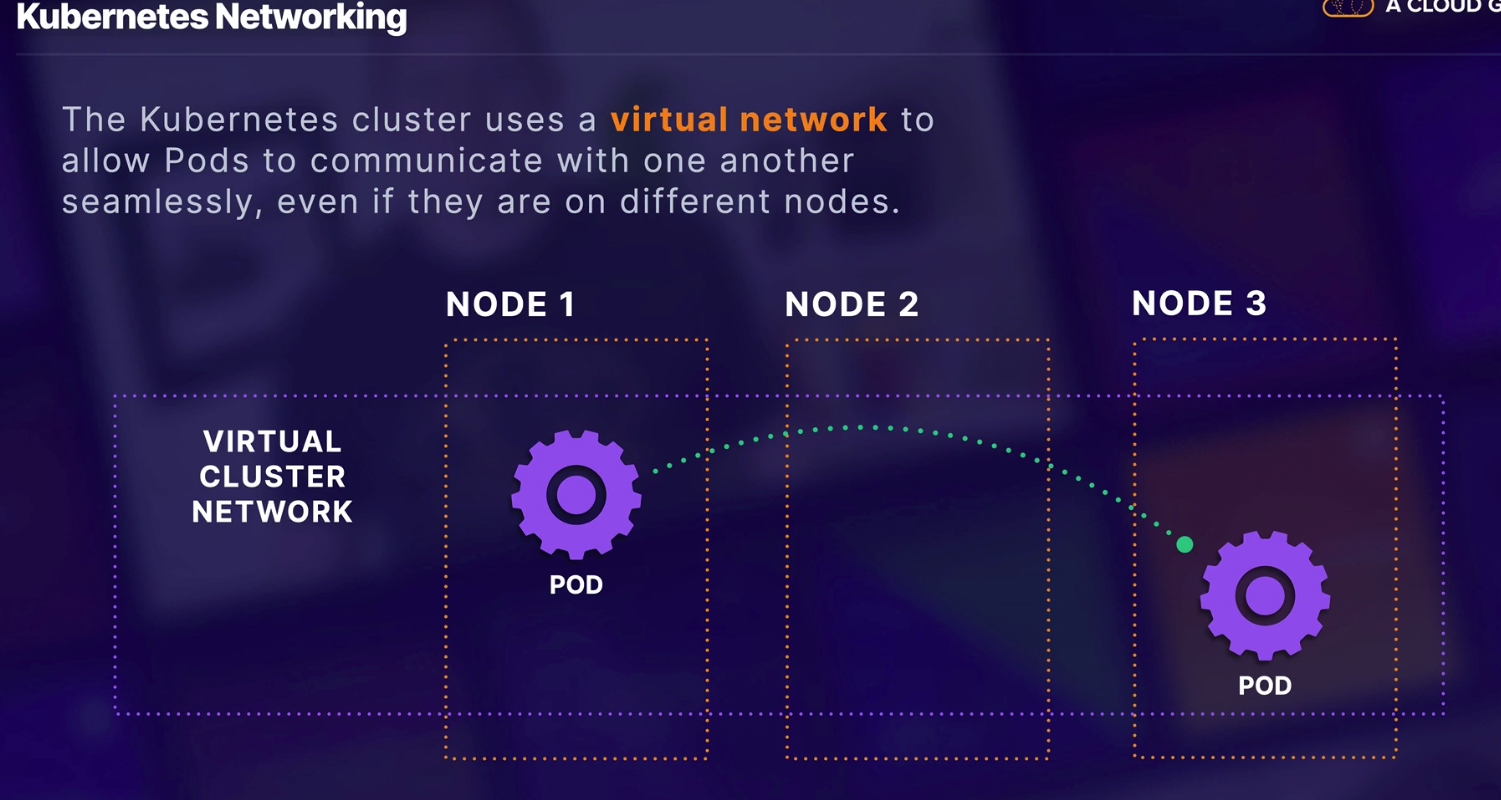 Kubernetes Networking
A CLOUD G
The Kubernetes cluster uses a virtual network to
allow Pods to communicate with one another
seamlessly, even if they are on different nodes.
NODE 1
NODE 2
NODE 3
VIRTUAL
CLUSTER
NETWORK
POD
POD